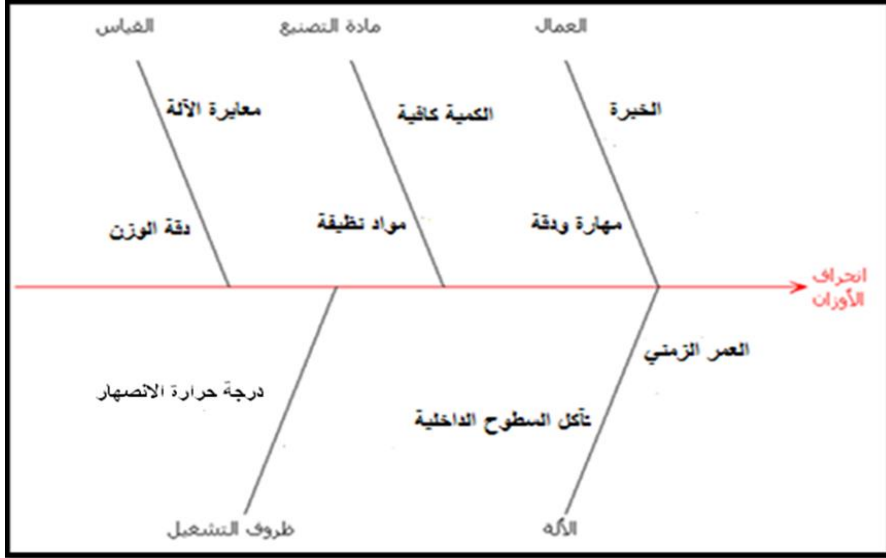 العمال
مادة التصنيع
القياس
الخبرة
الكمية كافية
معايرة الآلة
مهارة ودقة
مواد نظيفة
دقة الوزن
انحراف
الأوزان
العمر الزمني
درجة حرارة الانصهار
تآكل السطوح الداخلية
الآلة
ظروف التشغيل